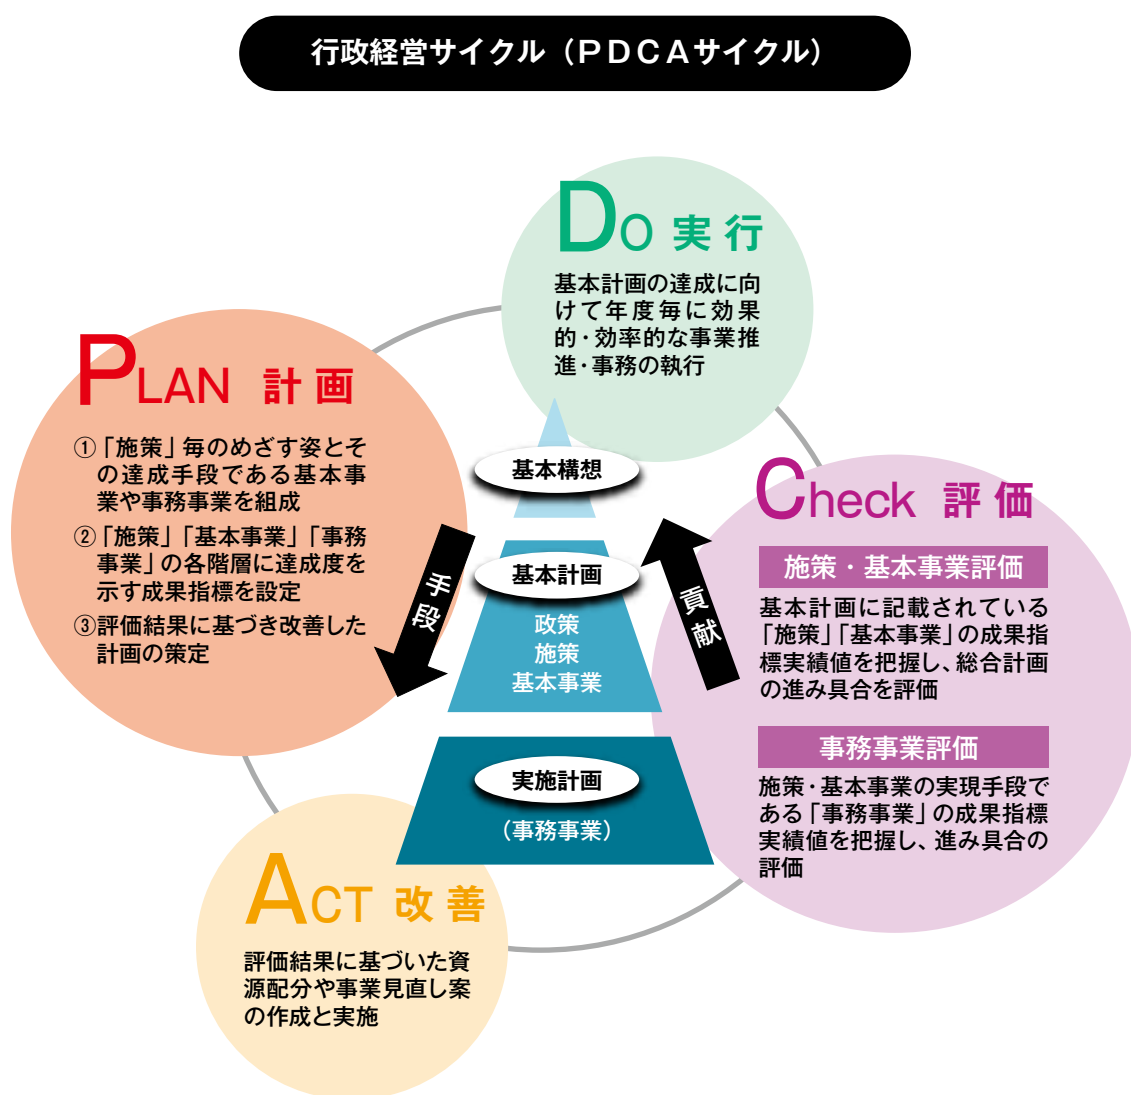 行政経営サイクル（ＰＤＣＡサイクル）
Do 実行
基本計画の達成に向
けて年度毎に効果
的・効率的な事業推
進・事務の執行
PLAN 計画
①「施策」毎のめざす姿とそ
の達成手段である基本事
業や事務事業を組成
②「施策」「基本事業」「事務
事業」の各階層に達成度を
示す成果指標を設定
③評価結果に基づき改善した
計画の策定
基本構想
基本計画
政策
施策
基本事業
実施計画
（事務事業）
手段
貢献
Check 評価
施策・基本事業評価
基本計画に記載されている
「施策」「基本事業」の成果指
標実績値を把握し、総合計画
の進み具合を評価
事務事業評価
施策・基本事業の実現手段で
ある「事務事業」の成果指標
実績値を把握し、進み具合の
評価
ACT 改善
評価結果に基づいた資
源配分や事業見直し案
の作成と実施